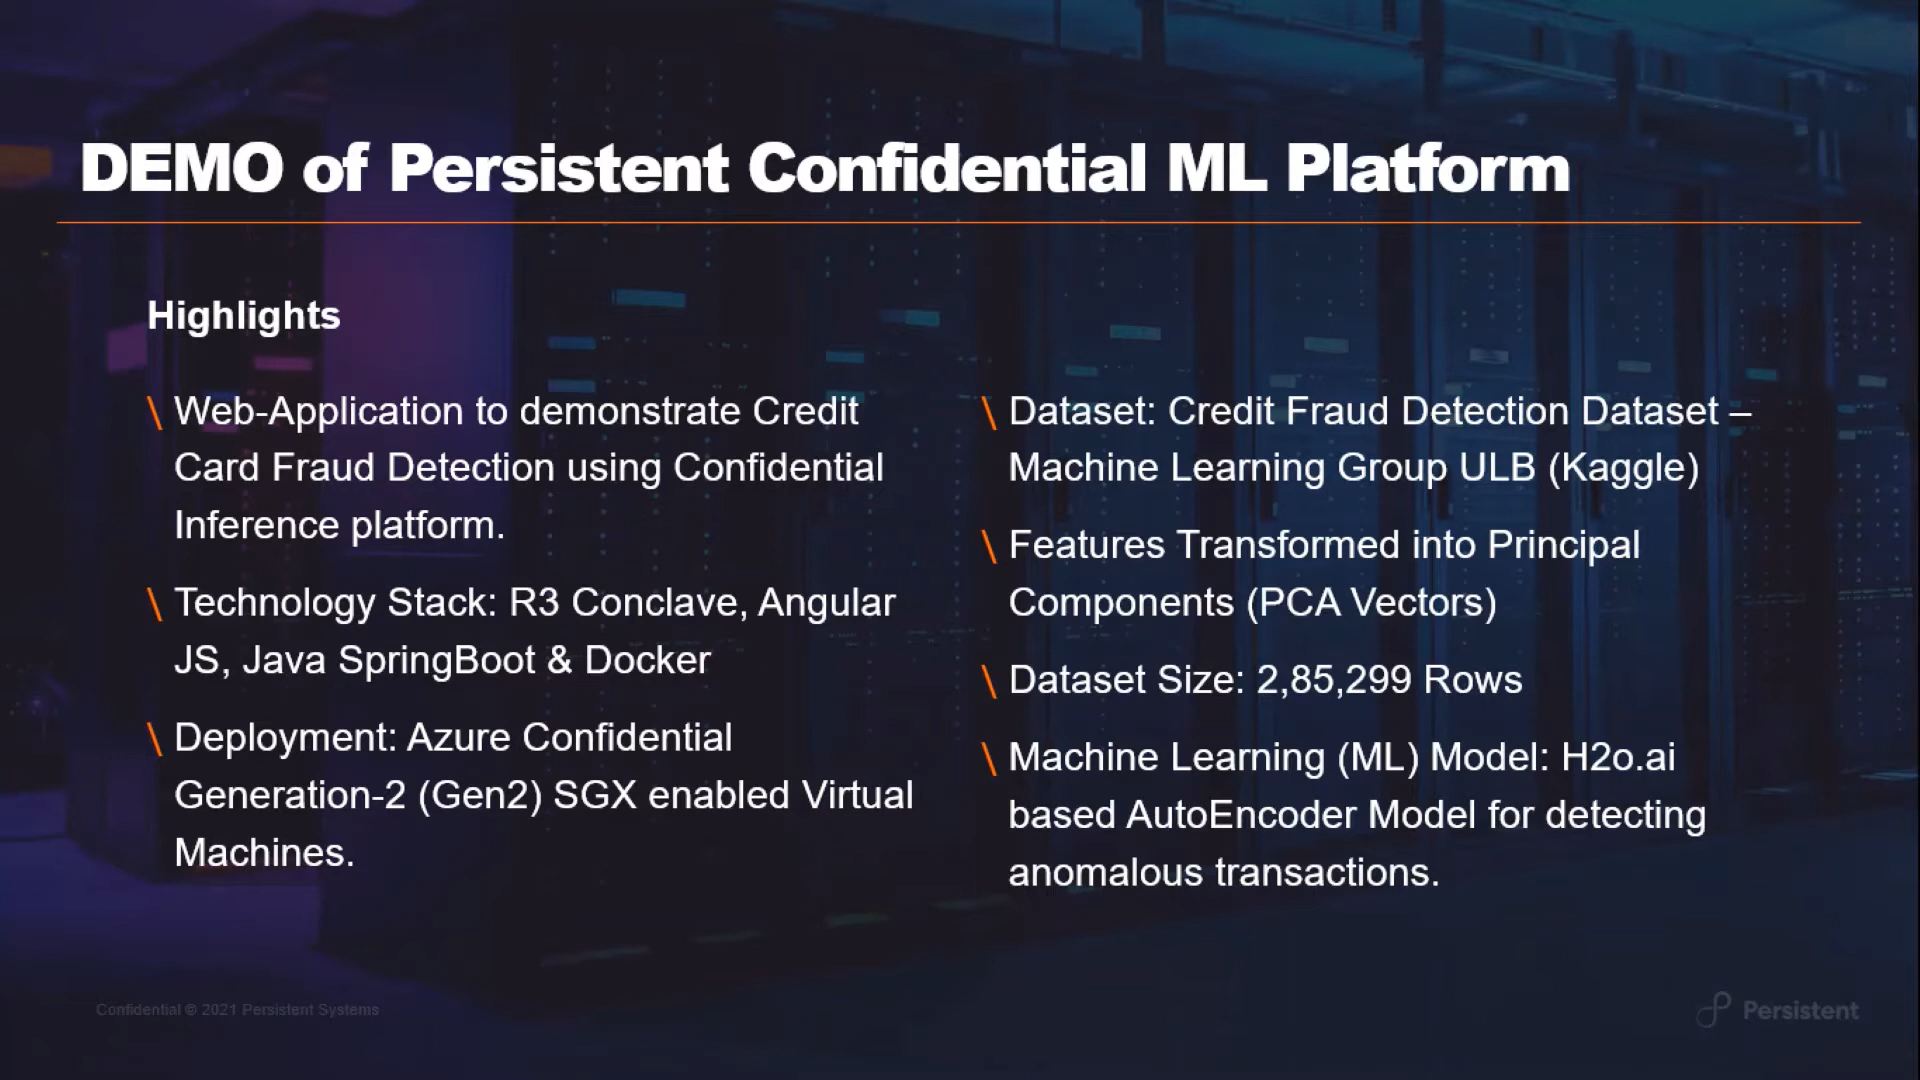 DEMO of Persistent Confidential ML Platform
Highlights
\ Web-Application to demonstrate Credit
Card Fraud Detection using Confidential
Inference platform.
\ Technology Stack: R3 Conclave, Angular
JS, Java SpringBoot & Docker
\ Deployment: Azure Confidential
Generation-2 (Gen2) SGX enabled Virtual
Machines.
\ Dataset: Credit Fraud Detection Dataset –
Machine Learning Group ULB (Kaggle)
\ Features Transformed into Principal
Components (PCA Vectors)
\ Dataset Size: 2,85,299 Rows
\ Machine Learning (ML) Model: H2o.ai
based AutoEncoder Model for detecting
anomalous transactions.
Confidential © 2021 Persistent Systems
Persistent